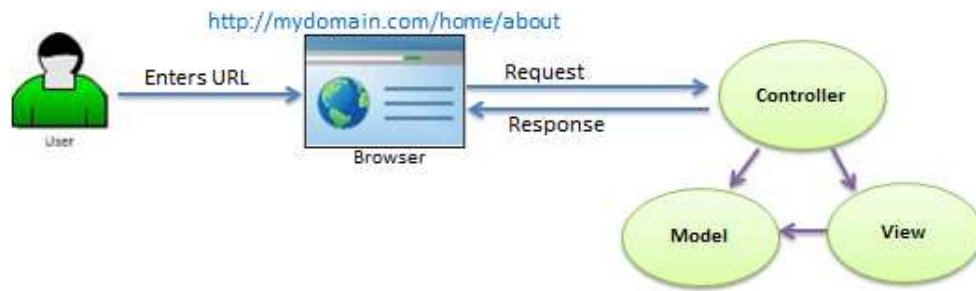 http://mydomain.com/home/about
Enters URL
Request
Controller
Response
User
Browser
Model
View